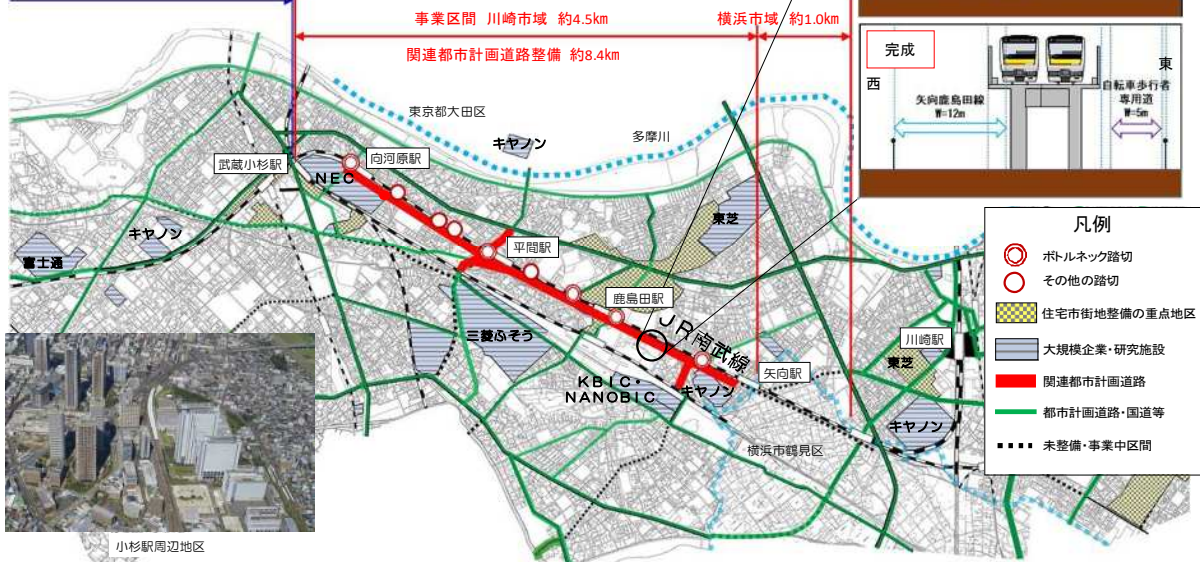 事業区間 川崎市域 約4.5km
横浜市域 約1.0km
関連都市計画道路整備 約8.4km
完成
西
東
矢向鹿島田線
W=12m
自転車歩行者
専用道
W=5m
東京都大田区
多摩川
キヤノン
武蔵小杉駅
向河原駅
NEC
東芝
キヤノン
富士通
平間駅
鹿島田駅
三菱ふそう
JR南武線
矢向駅
川崎駅
東芝
KBIC・
NANOBIC
キヤノン
キヤノン
横浜市鶴見区
凡例
ボトルネック踏切
その他の踏切
住宅市街地整備の重点地区
大規模企業・研究施設
関連都市計画道路
都市計画道路・国道等
未整備・事業中区間
小杉駅周辺地区